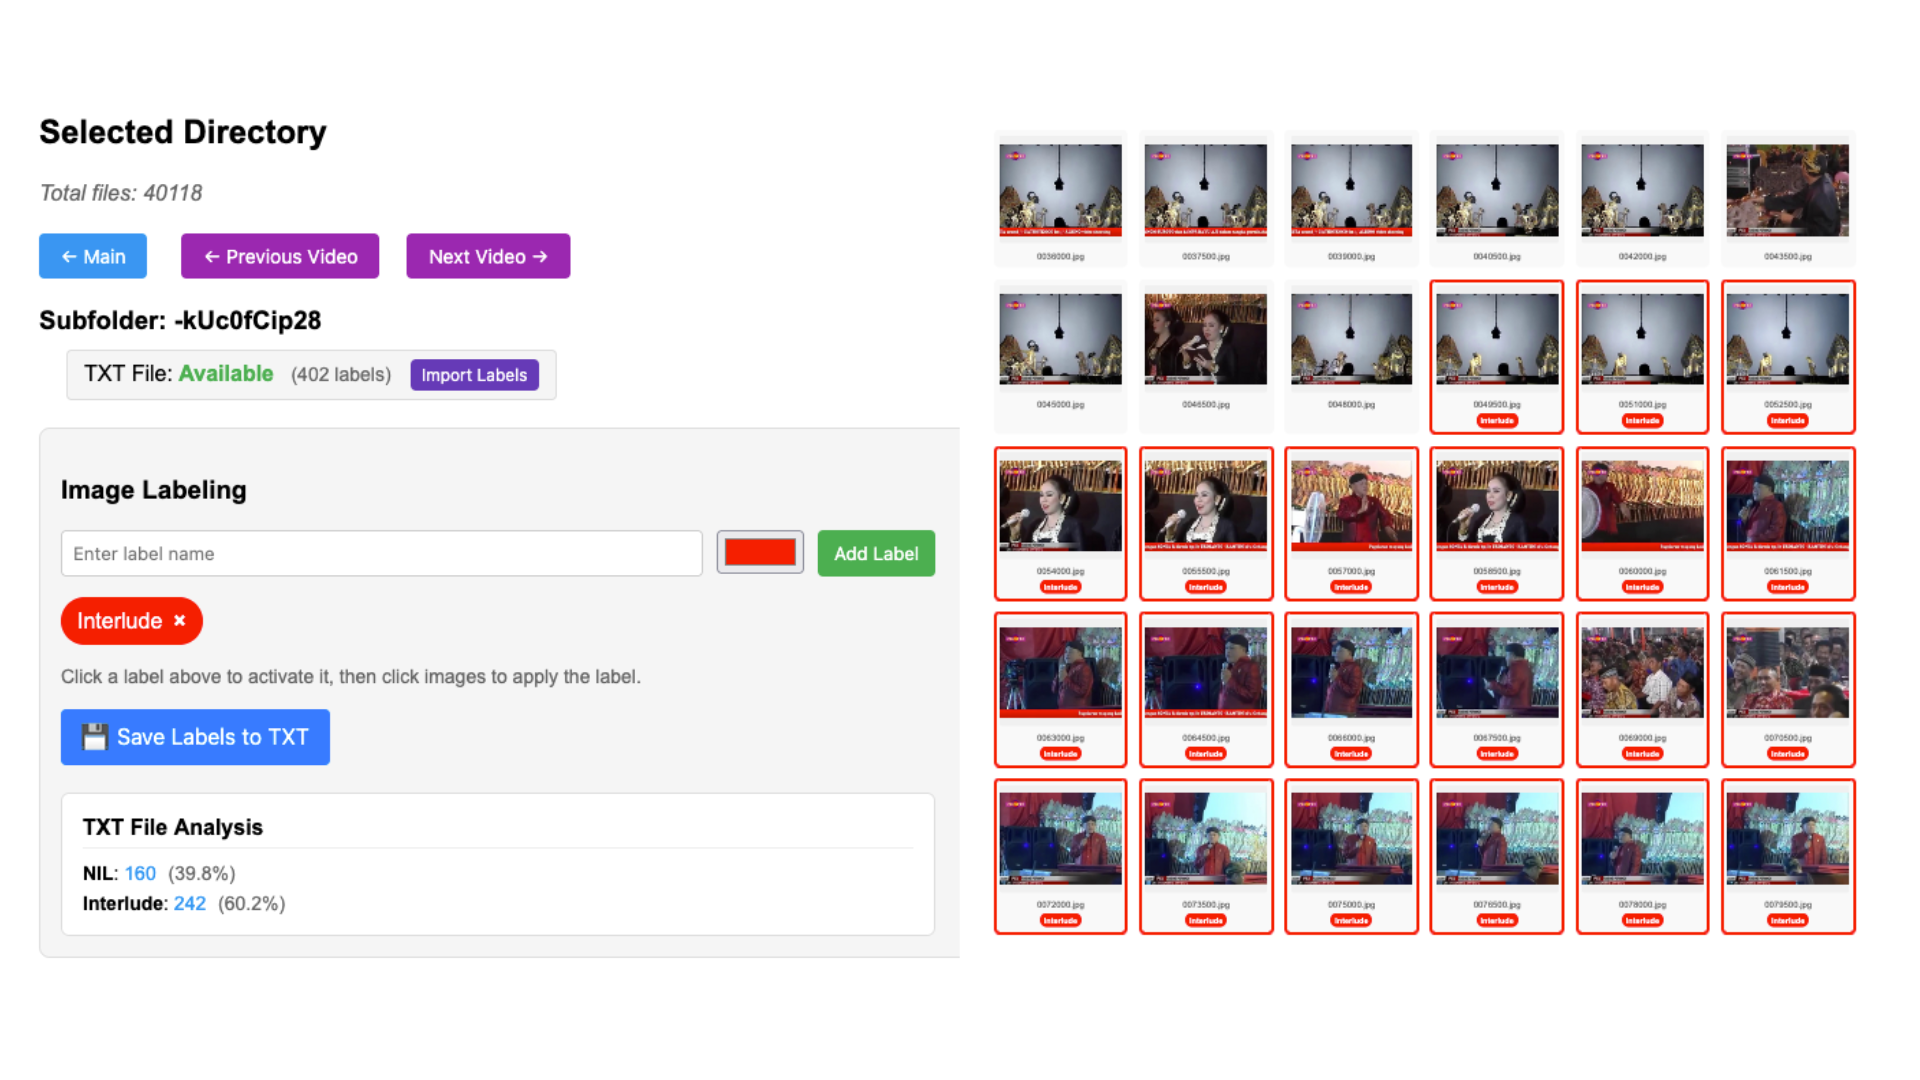 Selected Directory
Total files: 40118
← Main
← Previous Video
Next Video →
Subfolder: -kUc0fCip28
TXT File: Available (402 labels) Import Labels
Image Labeling
Enter label name
Add Label
Interlude ×
Click a label above to activate it, then click images to apply the label.
Save Labels to TXT
TXT File Analysis
NIL: 160 (39.8%)
Interlude: 242 (60.2%)
0036000.jpg 0037500.jpg 0039000.jpg 0040500.jpg 0042000.jpg 0043500.jpg
0045000.jpg 0046500.jpg 0048000.jpg 0049500.jpg 0051000.jpg 0052500.jpg
Interlude Interlude Interlude
0054000.jpg 0055500.jpg 0057000.jpg 0058500.jpg 0060000.jpg 0061500.jpg
Interlude Interlude Interlude Interlude Interlude Interlude
0063000.jpg 0064500.jpg 0066000.jpg 0067500.jpg 0069000.jpg 0070500.jpg
Interlude Interlude Interlude Interlude Interlude Interlude
0072000.jpg 0073500.jpg 0075000.jpg 0076500.jpg 0078000.jpg 0079500.jpg
Interlude Interlude Interlude Interlude Interlude Interlude